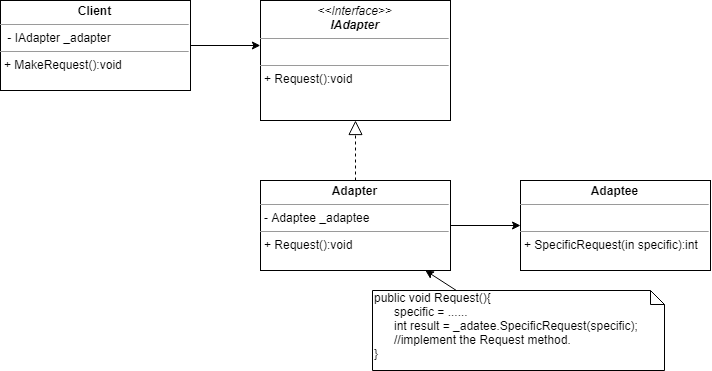 Client
- IAdapter _adapter
+ MakeRequest():void
<<Interface>>
IAdapter
+ Request():void
Adapter
- Adaptee _adaptee
+ Request():void
Adaptee
+ SpecificRequest(in specific):int
public void Request(){
specific = ......
int result = _adatee.SpecificRequest(specific);
//implement the Request method.
}